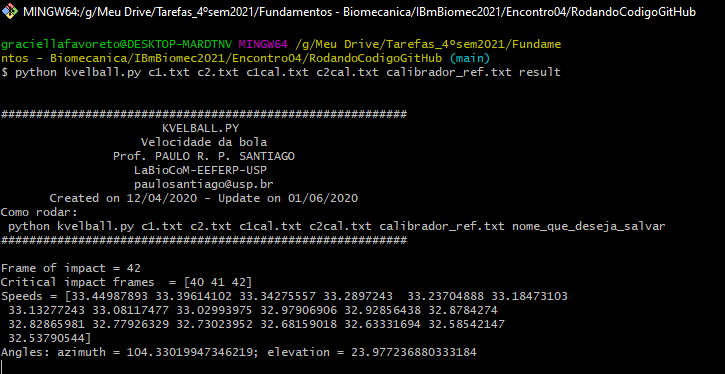 MINGW64:/g/Meu Drive/Tarefas_4ºsem2021/Fundamentos - Biomecanica/IBmBiomec2021/Encontro04/RodandoCodigoGitHub
graciellafavoreto@DESKTOP-MARDTNV MINGW64 /g/Meu Drive/Tarefas_4ºsem2021/Fundame
ntos - Biomecanica/IBmBiomec2021/Encontro04/RodandoCodigoGitHub (main)
$ python kvelball.py c1.txt c2.txt c1cal.txt c2cal.txt calibrador_ref.txt result
##########################################################
KVELBALL.PY
Velocidade da bola
Prof. PAULO R. P. SANTIAGO
LaBioCoM-EEFERP-USP
paulosantiago@usp.br
Created on 12/04/2020 - Update on 01/06/2020
Como rodar:
python kvelball.py c1.txt c2.txt c1cal.txt c2cal.txt calibrador_ref.txt nome_que_deseja_salvar
##########################################################
Frame of impact = 42
Critical impact frames  = [40 41 42]
Speeds = [33.44987893 33.39614102 33.34275557 33.2897243  33.23704888 33.18473103
33.13277243 33.08117477 33.02993975 32.97906906 32.92856438 32.8784274
32.82865981 32.77926329 32.73023952 32.68159018 32.63331694 32.58542147
32.53790544]
Angles: azimuth = 104.33019947346219; elevation = 23.977236880333184